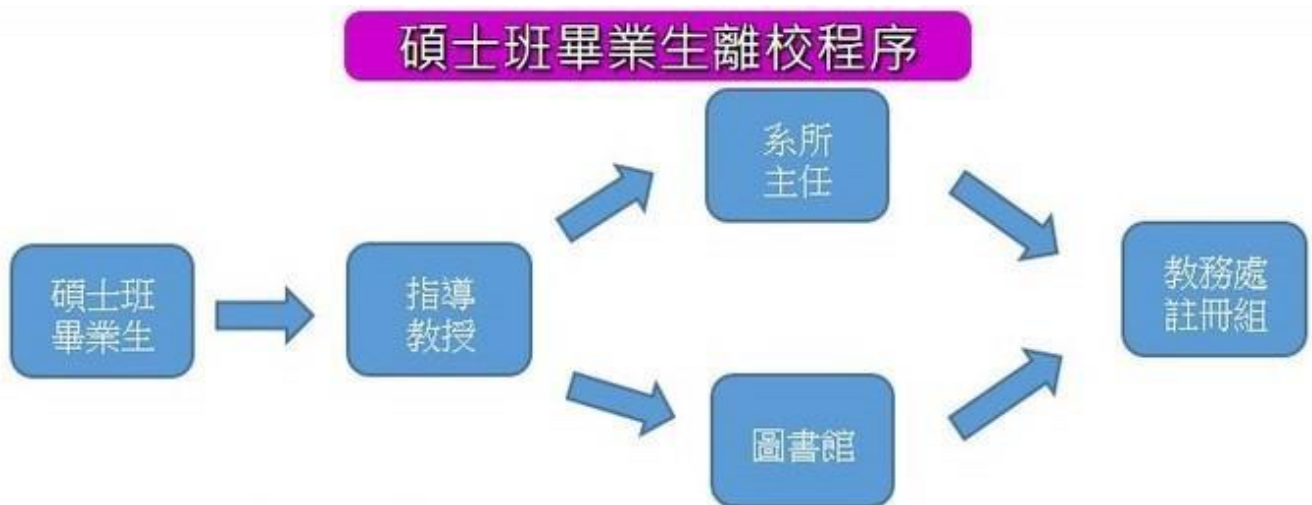 碩士班畢業生離校程序
系所
主任
碩士班
畢業生
指導
教授
教務處
註冊組
圖書館